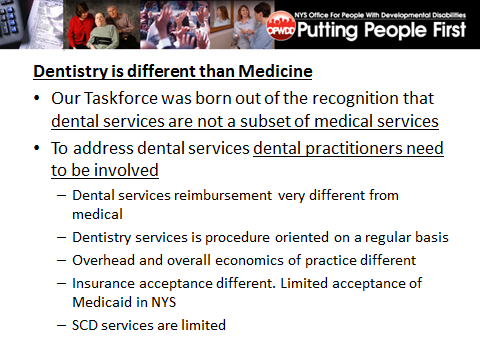 NYS Office For People With Developmental Disabilities
OPWDD
Putting People First
Dentistry is different than Medicine
• Our Taskforce was born out of the recognition that
dental services are not a subset of medical services
• To address dental services dental practitioners need
to be involved
– Dental services reimbursement very different from
medical
– Dentistry services is procedure oriented on a regular basis
– Overhead and overall economics of practice different
– Insurance acceptance different. Limited acceptance of
Medicaid in NYS
– SCD services are limited